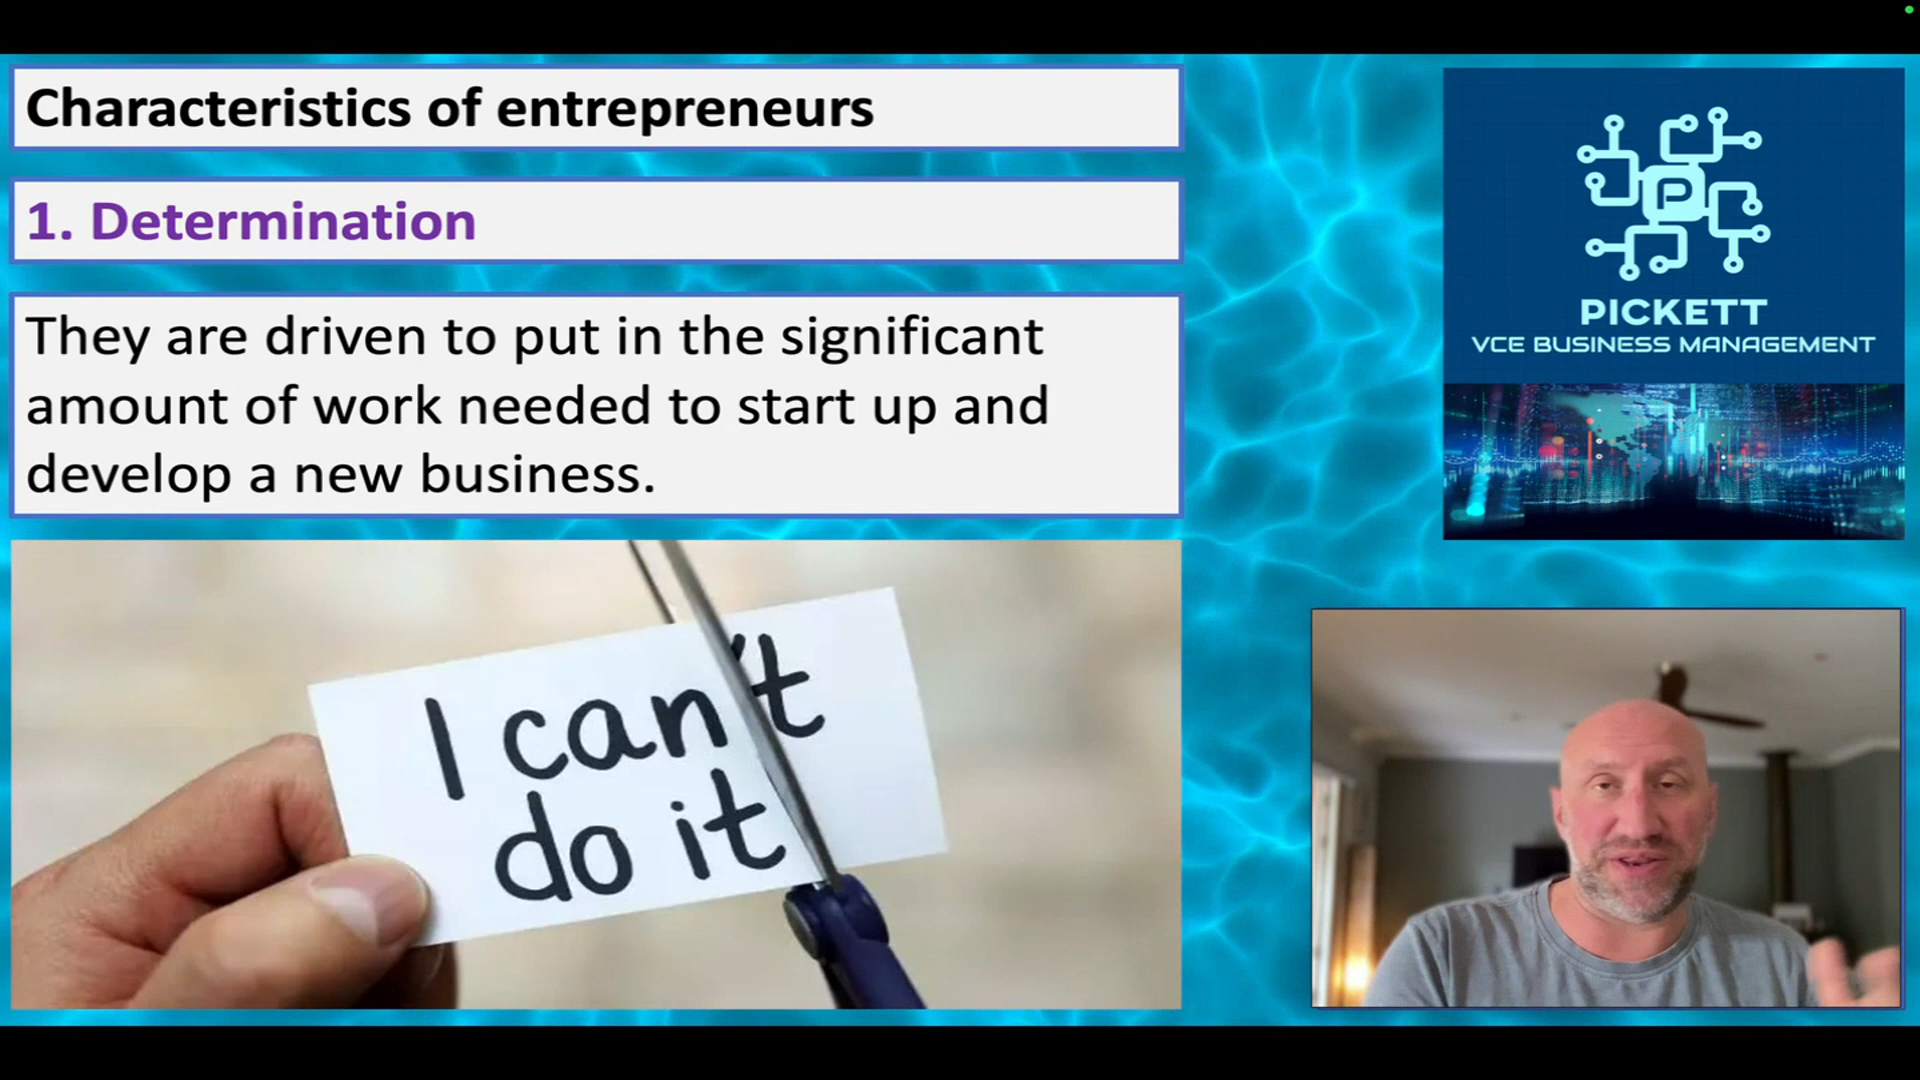 Characteristics of entrepreneurs
1. Determination
They are driven to put in the significant
amount of work needed to start up and
develop a new business.
I can't
do it
P
PICKETT
VCE BUSINESS MANAGEMENT